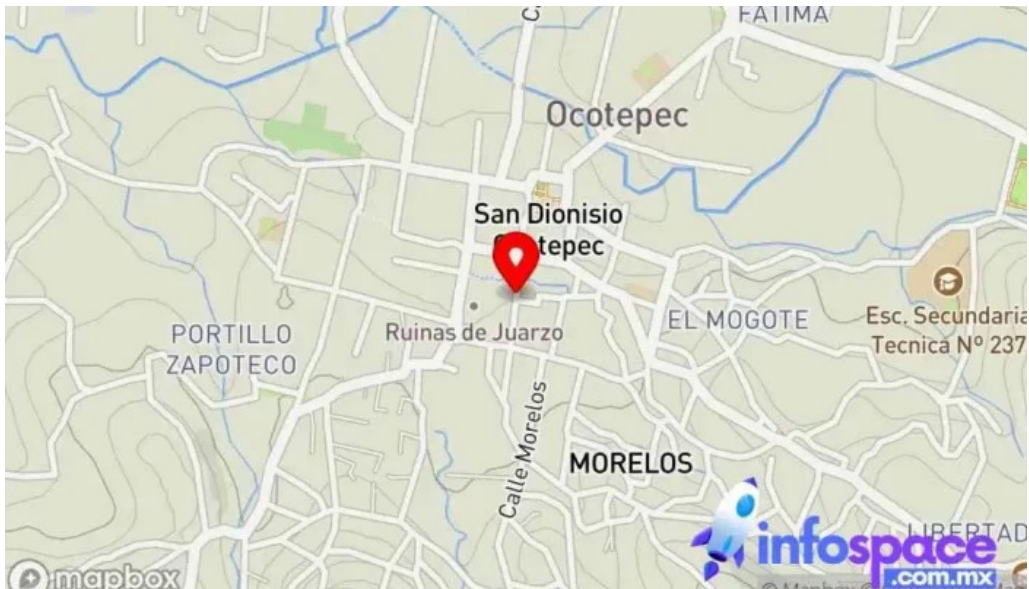 FATIMA
Ocotepec
San Dionisio
tepec
Esc. Secundaria
Tecnica Nº 237
EL MOGOTE
Ruinas de Juarzo
PORTILLO
ZAPOTECO
Calle Morelos
MORELOS
LIBERTAD
infospace
.com.mx
mapbox